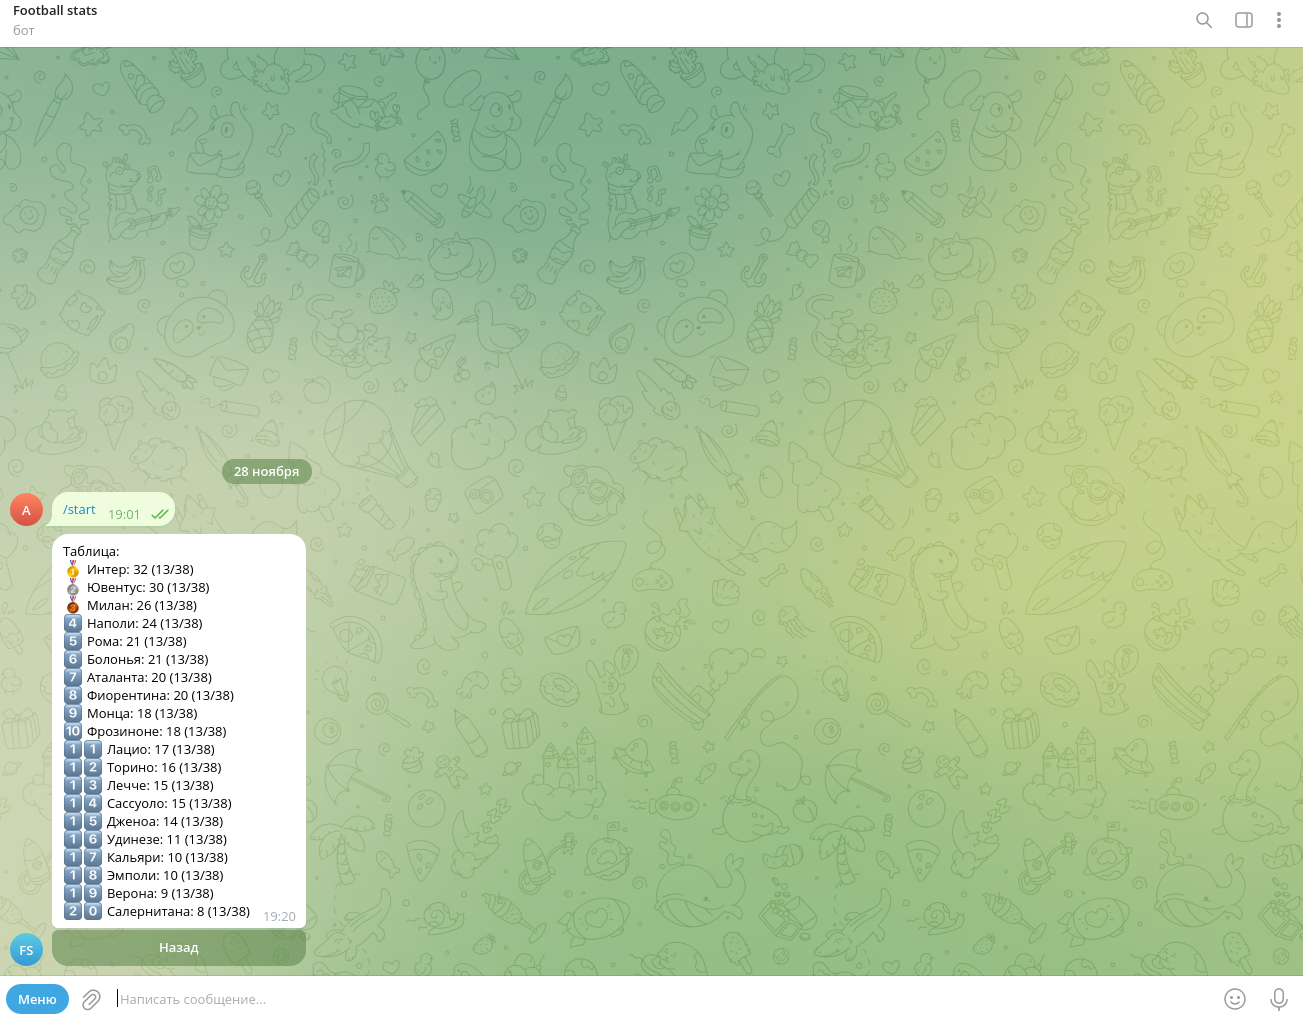 Football stats
бот
28 ноября
A
/start 19:01
Таблица:
🥇 Интер: 32 (13/38)
🥈 Ювентус: 30 (13/38)
🥉 Милан: 26 (13/38)
4️⃣ Наполи: 24 (13/38)
5️⃣ Рома: 21 (13/38)
6️⃣ Болонья: 21 (13/38)
7️⃣ Аталанта: 20 (13/38)
8️⃣ Фиорентина: 20 (13/38)
9️⃣ Монца: 18 (13/38)
🔟 Фрозиноне: 18 (13/38)
1️⃣1️⃣ Лацио: 17 (13/38)
1️⃣2️⃣ Торино: 16 (13/38)
1️⃣3️⃣ Лечче: 15 (13/38)
1️⃣4️⃣ Сассуоло: 15 (13/38)
1️⃣5️⃣ Дженоа: 14 (13/38)
1️⃣6️⃣ Удинезе: 11 (13/38)
1️⃣7️⃣ Кальяри: 10 (13/38)
1️⃣8️⃣ Эмполи: 10 (13/38)
1️⃣9️⃣ Верона: 9 (13/38)
2️⃣0️⃣ Салернитана: 8 (13/38) 19:20
FS
Назад
Меню
Написать сообщение...